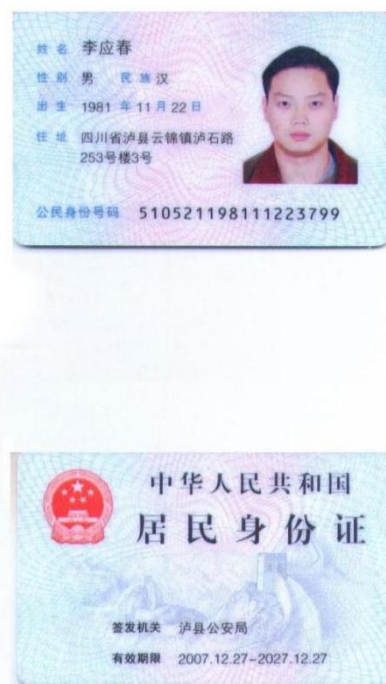 姓名 李应春
性别 男 民族 汉
出生 1981 年 11 月 22 日
住址 四川省泸县云锦镇泸石路
253号楼3号
公民身份号码 510521198111223799
中华人民共和国
居民身份证
签发机关 泸县公安局
有效期限 2007.12.27-2027.12.27